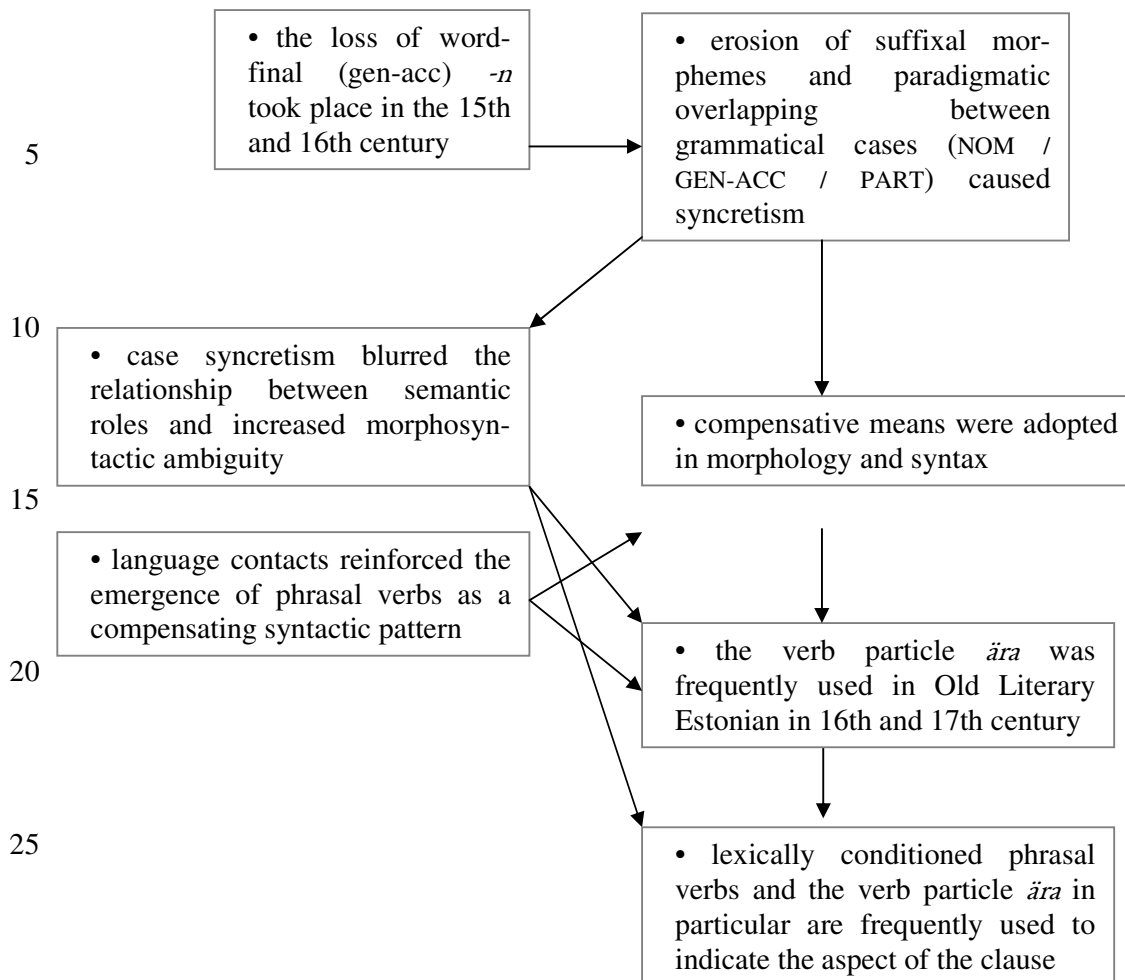 • the loss of word-
final (gen-acc) -n
took place in the 15th
and 16th century
• erosion of suffixal mor-
phemes and paradigmatic
overlapping between
grammatical cases (NOM /
GEN-ACC / PART) caused
syncretism
5
10
• case syncretism blurred the
relationship between semantic
roles and increased morphosyn-
tactic ambiguity
• compensative means were adopted
in morphology and syntax
15
• language contacts reinforced the
emergence of phrasal verbs as a
compensating syntactic pattern
20
• the verb particle ära was
frequently used in Old Literary
Estonian in 16th and 17th century
25
• lexically conditioned phrasal
verbs and the verb particle ära in
particular are frequently used to
indicate the aspect of the clause